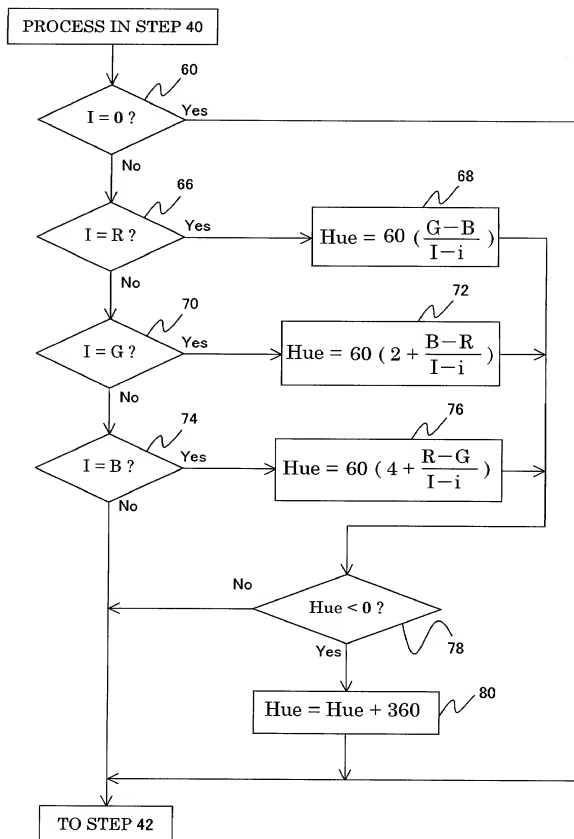 PROCESS IN STEP 40
60
I = 0 ?
Yes
No
66
I = R ?
Yes
No
68
Hue = 60 ( G−B / I−i )
70
I = G ?
Yes
No
72
Hue = 60 ( 2 + B−R / I−i )
74
I = B ?
Yes
No
76
Hue = 60 ( 4 + R−G / I−i )
No
Hue < 0 ?
78
Yes
Hue = Hue + 360
80
TO STEP 42